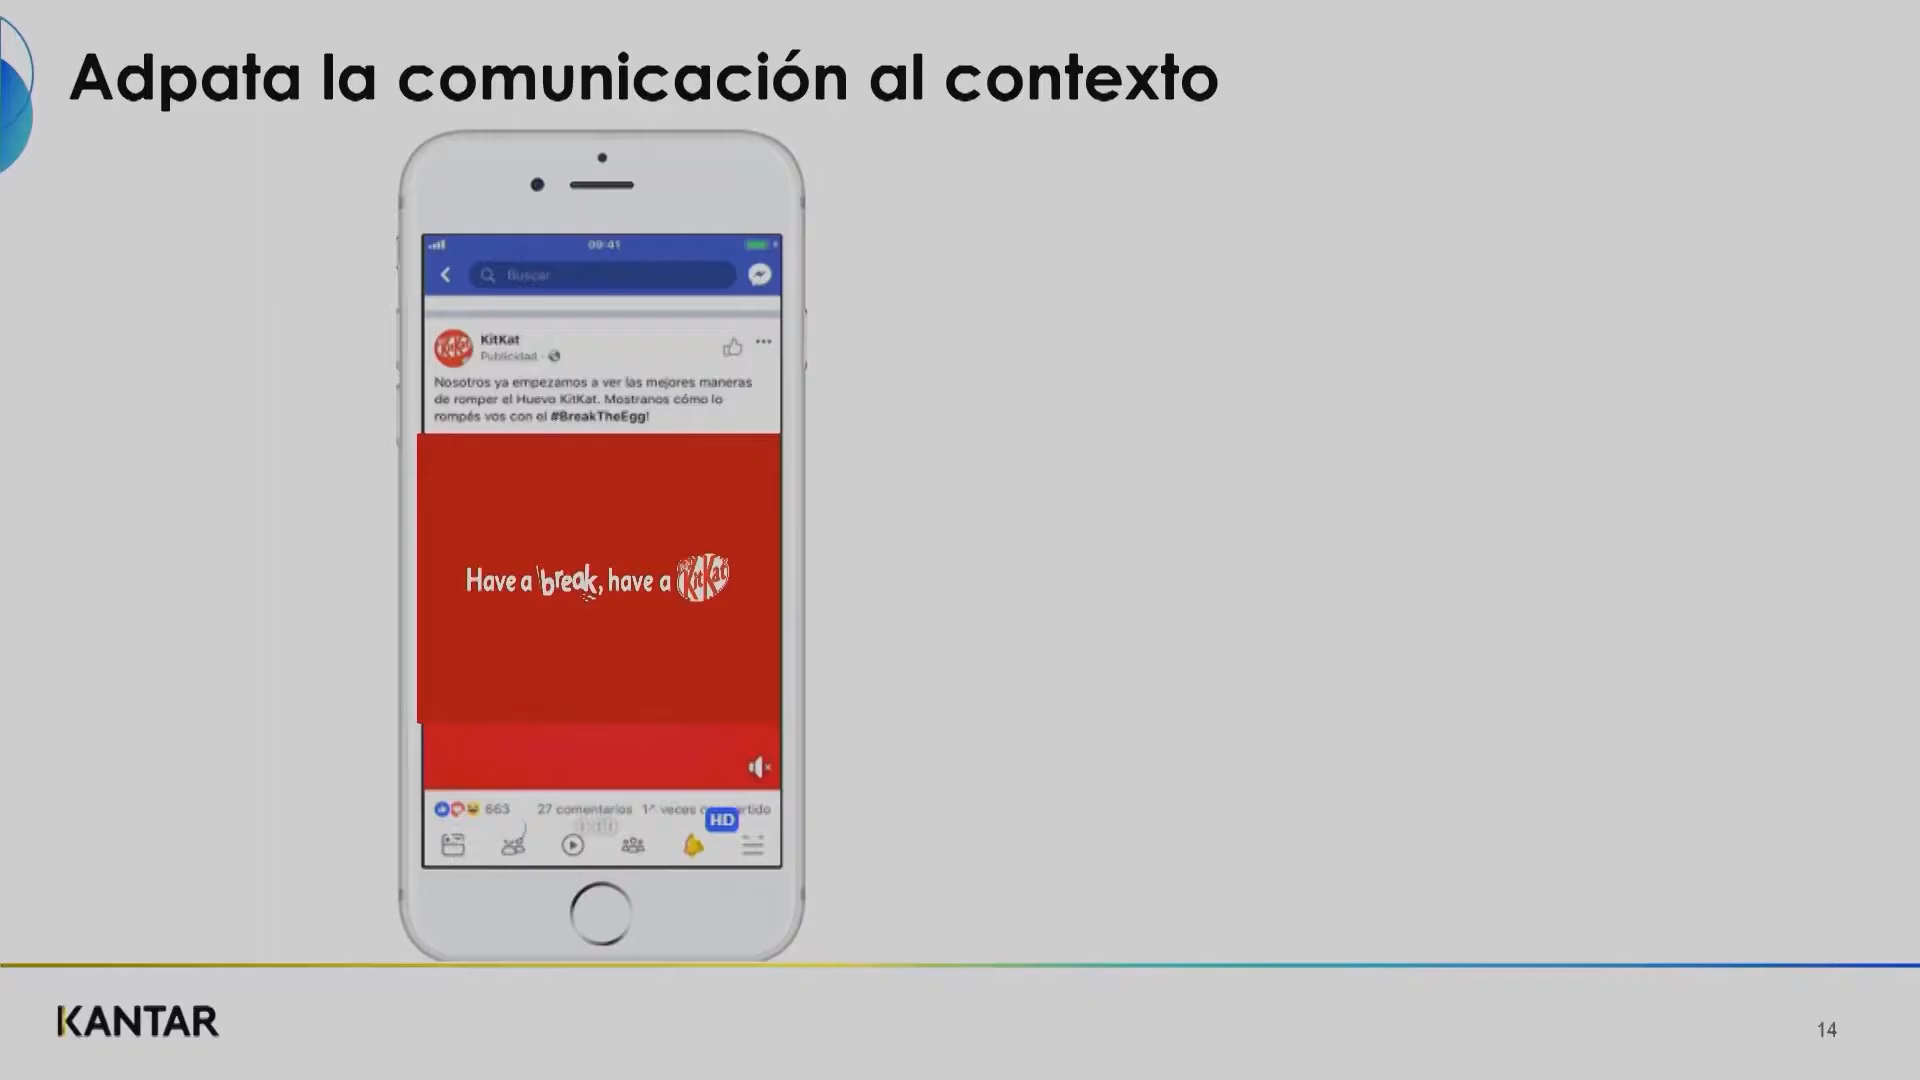 Adpata la comunicación al contexto
09:41
Buscar
KitKat
Publicidad
Nosotros ya empezamos a ver las mejores maneras
de romper el Huevo KitKat. Mostranos cómo lo
rompés vos con el #BreakTheEgg!
Have a break, have a KitKat
663 27 comentarios veces
HD
KANTAR
14